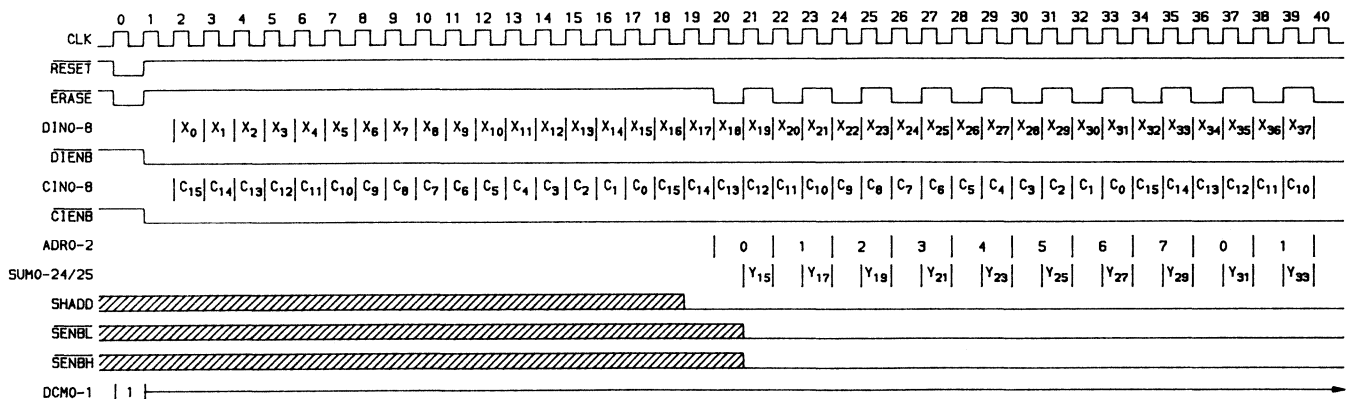 0 1 2 3 4 5 6 7 8 9 10 11 12 13 14 15 16 17 18 19 20 21 22 23 24 25 26 27 28 29 30 31 32 33 34 35 36 37 38 39 40
CLK
RESET
ERASE
DIN0-8 X0 X1 X2 X3 X4 X5 X6 X7 X8 X9 X10 X11 X12 X13 X14 X15 X16 X17 X18 X19 X20 X21 X22 X23 X24 X25 X26 X27 X28 X29 X30 X31 X32 X33 X34 X35 X36 X37
DIENB
CIN0-8 C15 C14 C13 C12 C11 C10 C9 C8 C7 C6 C5 C4 C3 C2 C1 C0 C15 C14 C13 C12 C11 C10 C9 C8 C7 C6 C5 C4 C3 C2 C1 C0 C15 C14 C13 C12 C11 C10
CIENB
ADR0-2 0 1 2 3 4 5 6 7 0 1
SUM0-24/25 Y15 Y17 Y19 Y21 Y23 Y25 Y27 Y29 Y31 Y33
SHADD
SENBL
SENBH
DCM0-1 1